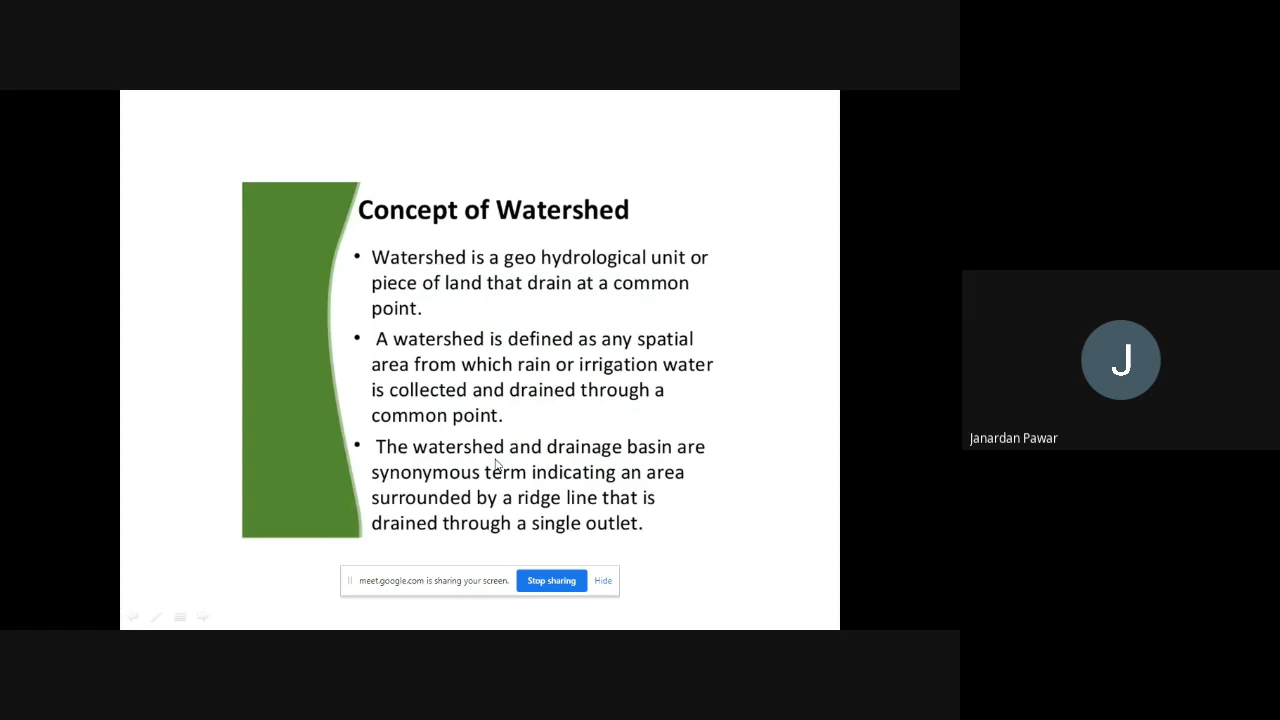 Concept of Watershed
• Watershed is a geo hydrological unit or
piece of land that drain at a common
point.
• A watershed is defined as any spatial
area from which rain or irrigation water
is collected and drained through a
common point.
• The watershed and drainage basin are
synonymous term indicating an area
surrounded by a ridge line that is
drained through a single outlet.
meet.google.com is sharing your screen. Stop sharing Hide
J
Janardan Pawar